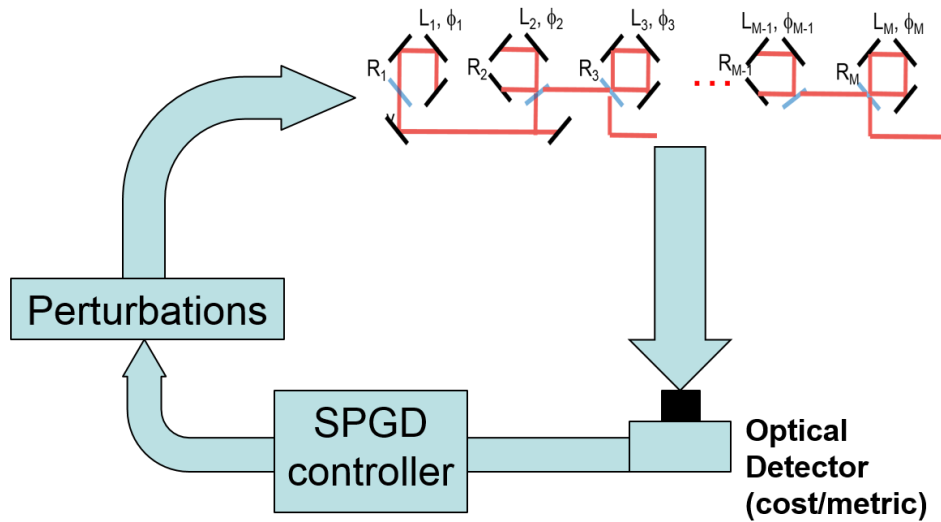 L1, ϕ1 L2, ϕ2 L3, ϕ3 LM-1, ϕM-1 LM, ϕM
R1 R2 R3 RM-1 RM
Perturbations
SPGD
controller
Optical
Detector
(cost/metric)